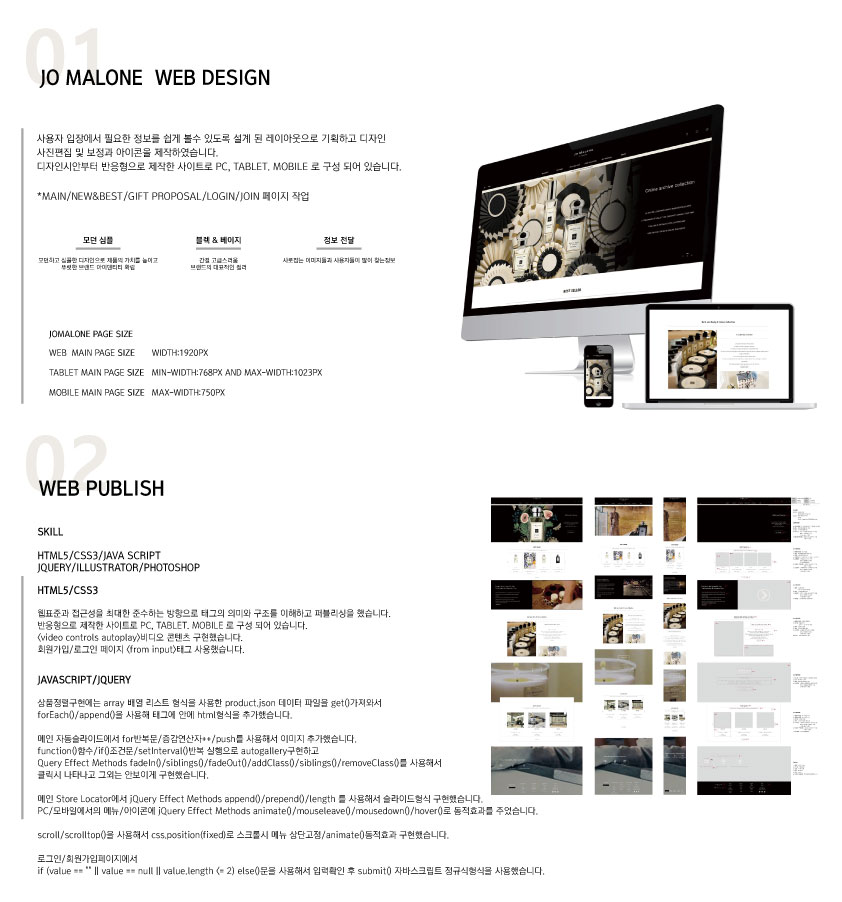 01
JO MALONE WEB DESIGN
사용자 입장에서 필요한 정보를 쉽게 볼수 있도록 설계 된 레이아웃으로 기획하고 디자인
사진편집 및 보정과 아이콘을 제작하였습니다.
디자인시안부터 반응형으로 제작한 사이트로 PC, TABLET. MOBILE 로 구성 되어 있습니다.
*MAIN/NEW&BEST/GIFT PROPOSAL/LOGIN/JOIN 페이지 작업
모던 심플
모던하고 심플한 디자인으로 제품의 가치를 높이고
뚜렷한 브랜드 아이덴티티 확립
블랙 & 베이지
간결 고급스러움
브랜드의 대표적인 컬러
정보 전달
사로잡는 이미지들과 사용자들이 많이 찾는정보
JOMALONE PAGE SIZE
WEB MAIN PAGE SIZE WIDTH:1920PX
TABLET MAIN PAGE SIZE MIN-WIDTH:768PX AND MAX-WIDTH:1023PX
MOBILE MAIN PAGE SIZE MAX-WIDTH:750PX
JO MALONE
Online archive collection
BEST SELLER
02
WEB PUBLISH
SKILL
HTML5/CSS3/JAVA SCRIPT
JQUERY/ILLUSTRATOR/PHOTOSHOP
HTML5/CSS3
웹표준과 접근성을 최대한 준수하는 방향으로 태그의 의미와 구조를 이해하고 퍼블리싱을 했습니다.
반응형으로 제작한 사이트로 PC, TABLET. MOBILE 로 구성 되어 있습니다.
<video controls autoplay>비디오 콘텐츠 구현했습니다.
회원가입/로그인 페이지 <from input>태그 사용했습니다.
JAVASCRIPT/JQUERY
상품정렬구현에는 array 배열 리스트 형식을 사용한 product.json 데이터 파일을 get()가져와서
forEach()/append()을 사용해 태그에 안에 html형식을 추가했습니다.
메인 자동슬라이드에서 for반복문/증감연산자++/push를 사용해서 이미지 추가했습니다.
function()함수/if()조건문/setInterval()반복 실행으로 autogallery구현하고
Query Effect Methods fadeIn()/siblings()/fadeOut()/addClass()/siblings()/removeClass()를 사용해서
클릭시 나타나고 그외는 안보이게 구현했습니다.
메인 Store Locator에서 jQuery Effect Methods append()/prepend()/length 를 사용해서 슬라이드형식 구현했습니다.
PC/모바일에서의 메뉴/아이콘에 jQuery Effect Methods animate()/mouseleave()/mousedown()/hover()로 동적효과를 주었습니다.
scroll/scrolltop()을 사용해서 css.position(fixed)로 스크롤시 메뉴 상단고정/animate()동적효과 구현했습니다.
로그인/회원가입페이지에서
if (value == "" || value == null || value.length <= 2) else()문을 사용해서 입력확인 후 submit() 자바스크립트 정규식형식을 사용했습니다.